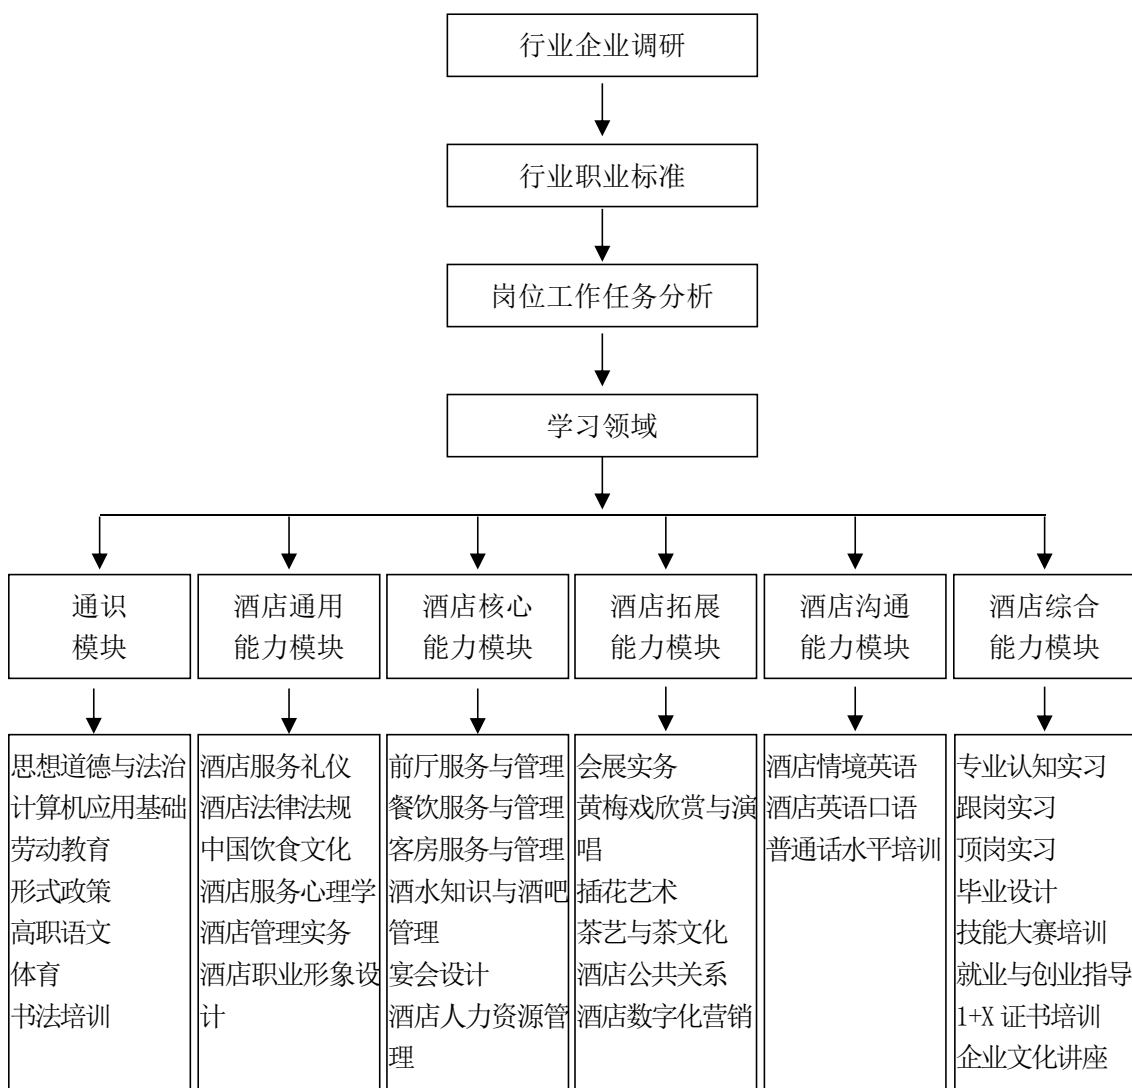 行业企业调研
行业职业标准
岗位工作任务分析
学习领域
通识
模块
酒店通用
能力模块
酒店核心
能力模块
酒店拓展
能力模块
酒店沟通
能力模块
酒店综合
能力模块
思想道德与法治
计算机应用基础
劳动教育
形式政策
高职语文
体育
书法培训
酒店服务礼仪
酒店法律法规
中国饮食文化
酒店服务心理学
酒店管理实务
酒店职业形象设
计
前厅服务与管理
餐饮服务与管理
客房服务与管理
酒水知识与酒吧
管理
宴会设计
酒店人力资源管
理
会展实务
黄梅戏欣赏与演
唱
插花艺术
茶艺与茶文化
酒店公共关系
酒店数字化营销
酒店情境英语
酒店英语口语
普通话水平培训
专业认知实习
跟岗实习
顶岗实习
毕业设计
技能大赛培训
就业与创业指导
1+X 证书培训
企业文化讲座